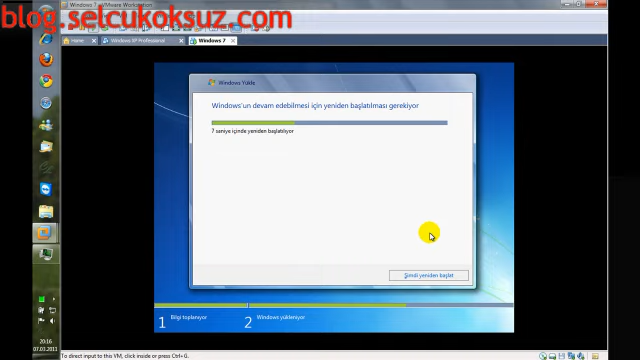 Windows 7 - VMware Workstation
blog.selcukoksuz.com
Home
Windows XP Professional
Windows 7
Windows Yükle
Windows'un devam edebilmesi için yeniden başlatılması gerekiyor
7 saniye içinde yeniden başlatılıyor
Şimdi yeniden başlat
1 Bilgi toplanıyor
2 Windows yükleniyor
20:16
07.03.2011
To direct input to this VM, click inside or press Ctrl+G.